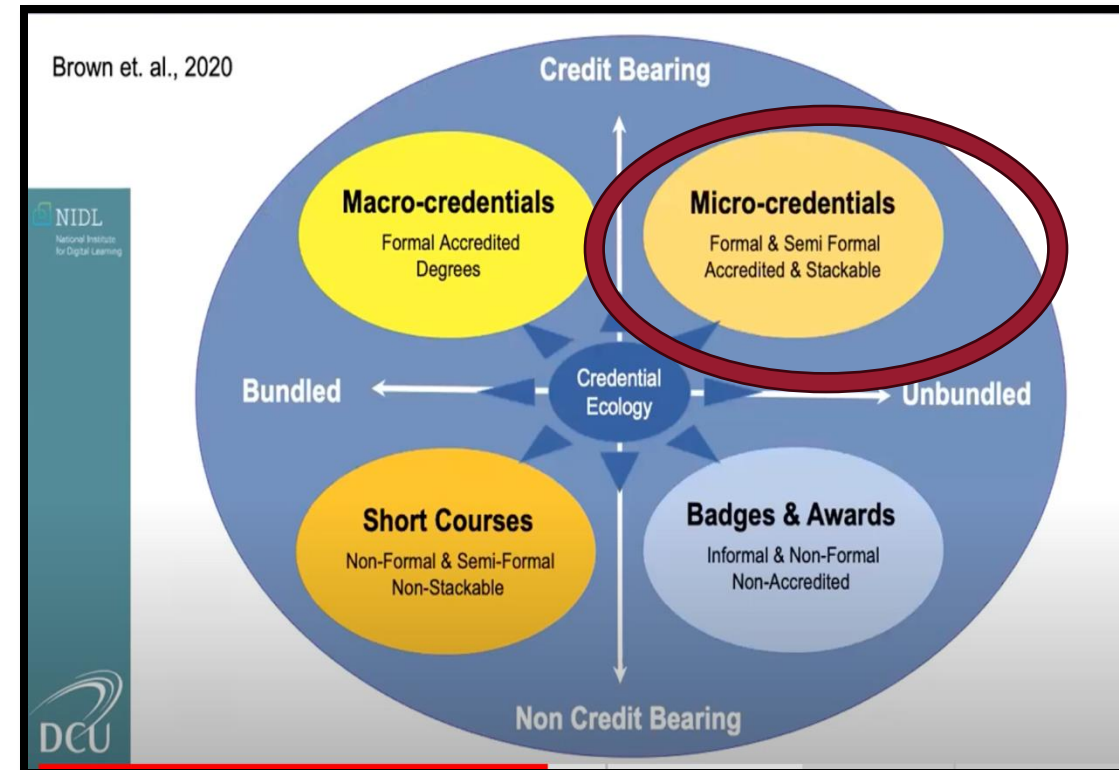 Brown et. al., 2020
Credit Bearing
Macro-credentials
Formal Accredited
Degrees
Micro-credentials
Formal & Semi Formal
Accredited & Stackable
NIDL
National Institute
for Digital Learning
Bundled
Credential
Ecology
Unbundled
Short Courses
Non-Formal & Semi-Formal
Non-Stackable
Badges & Awards
Informal & Non-Formal
Non-Accredited
Non Credit Bearing
DCU